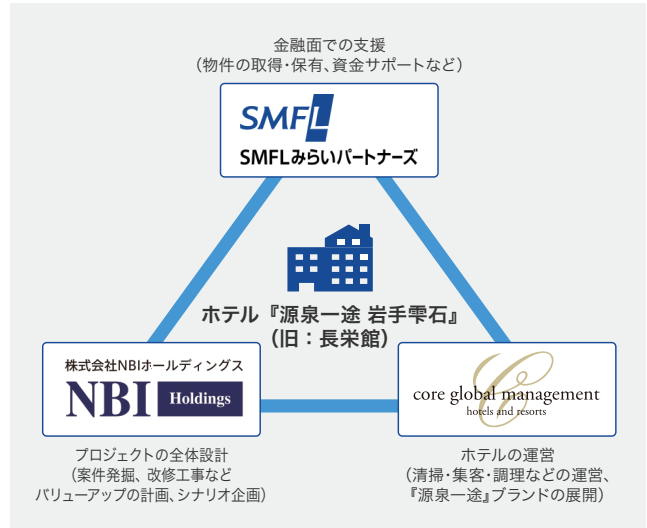 金融面での支援
（物件の取得・保有、資金サポートなど）
SMFL
SMFLみらいパートナーズ
ホテル『源泉一途 岩手雫石』
（旧：長栄館）
株式会社NBIホールディングス
NBI Holdings
プロジェクトの全体設計
（案件発掘、改修工事など
バリューアップの計画、シナリオ企画）
core global management
hotels and resorts
ホテルの運営
（清掃・集客・調理などの運営、
『源泉一途』ブランドの展開）